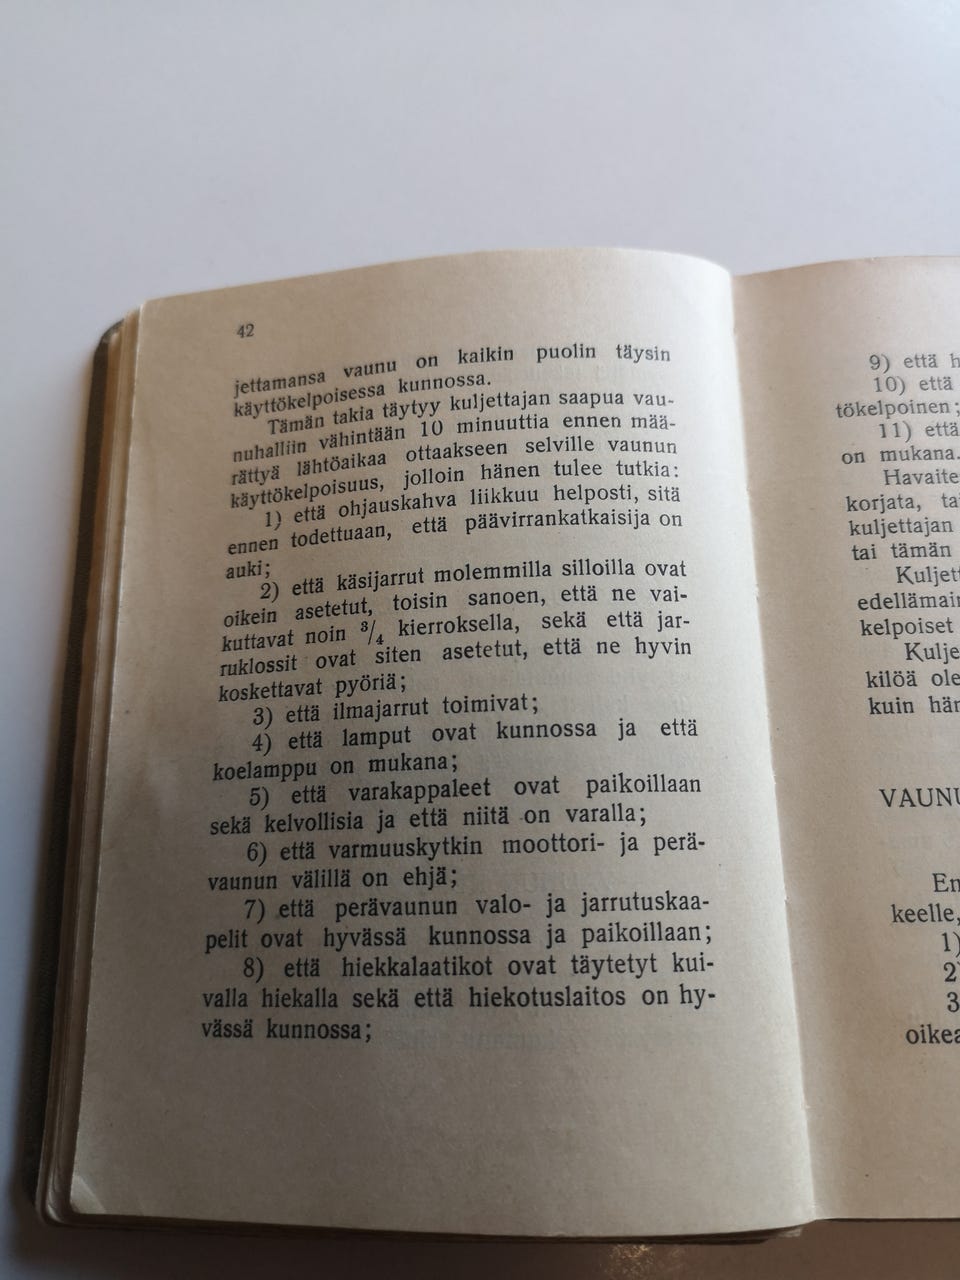 42
jettamansa vaunu on kaikin puolin täysin
käyttökelpoisessa kunnossa.
Tämän takia täytyy kuljettajan saapua vau-
nuhalliin vähintään 10 minuuttia ennen mää-
rättyä lähtöaikaa ottaakseen selville vaunun
käyttökelpoisuus, jolloin hänen tulee tutkia:
1) että ohjauskahva liikkuu helposti, sitä
ennen todettuaan, että päävirrankatkaisija on
auki;
2) että käsijarrut molemmilla silloilla ovat
oikein asetetut, toisin sanoen, että ne vai-
kuttavat noin 3/4 kierroksella, sekä että jar-
ruklossit ovat siten asetetut, että ne hyvin
koskettavat pyöriä;
3) että ilmajarrut toimivat;
4) että lamput ovat kunnossa ja että
koelamppu on mukana;
5) että varakappaleet ovat paikoillaan
sekä kelvollisia ja että niitä on varalla;
6) että varmuuskytkin moottori- ja perä-
vaunun välillä on ehjä;
7) että perävaunun valo- ja jarrutuskaa-
pelit ovat hyvässä kunnossa ja paikoillaan;
8) että hiekkalaatikot ovat täytetyt kui-
valla hiekalla sekä että hiekotuslaitos on hy-
vässä kunnossa;
9) että h
10) että
tökelpoinen;
11) että
on mukana.
Havaite
korjata, tai
kuljettajan
tai tämän
Kuljett
edellämain
kelpoiset
Kulje
kilöä ole
kuin hän
VAUNU
En
keelle,
1)
2)
3
oikea